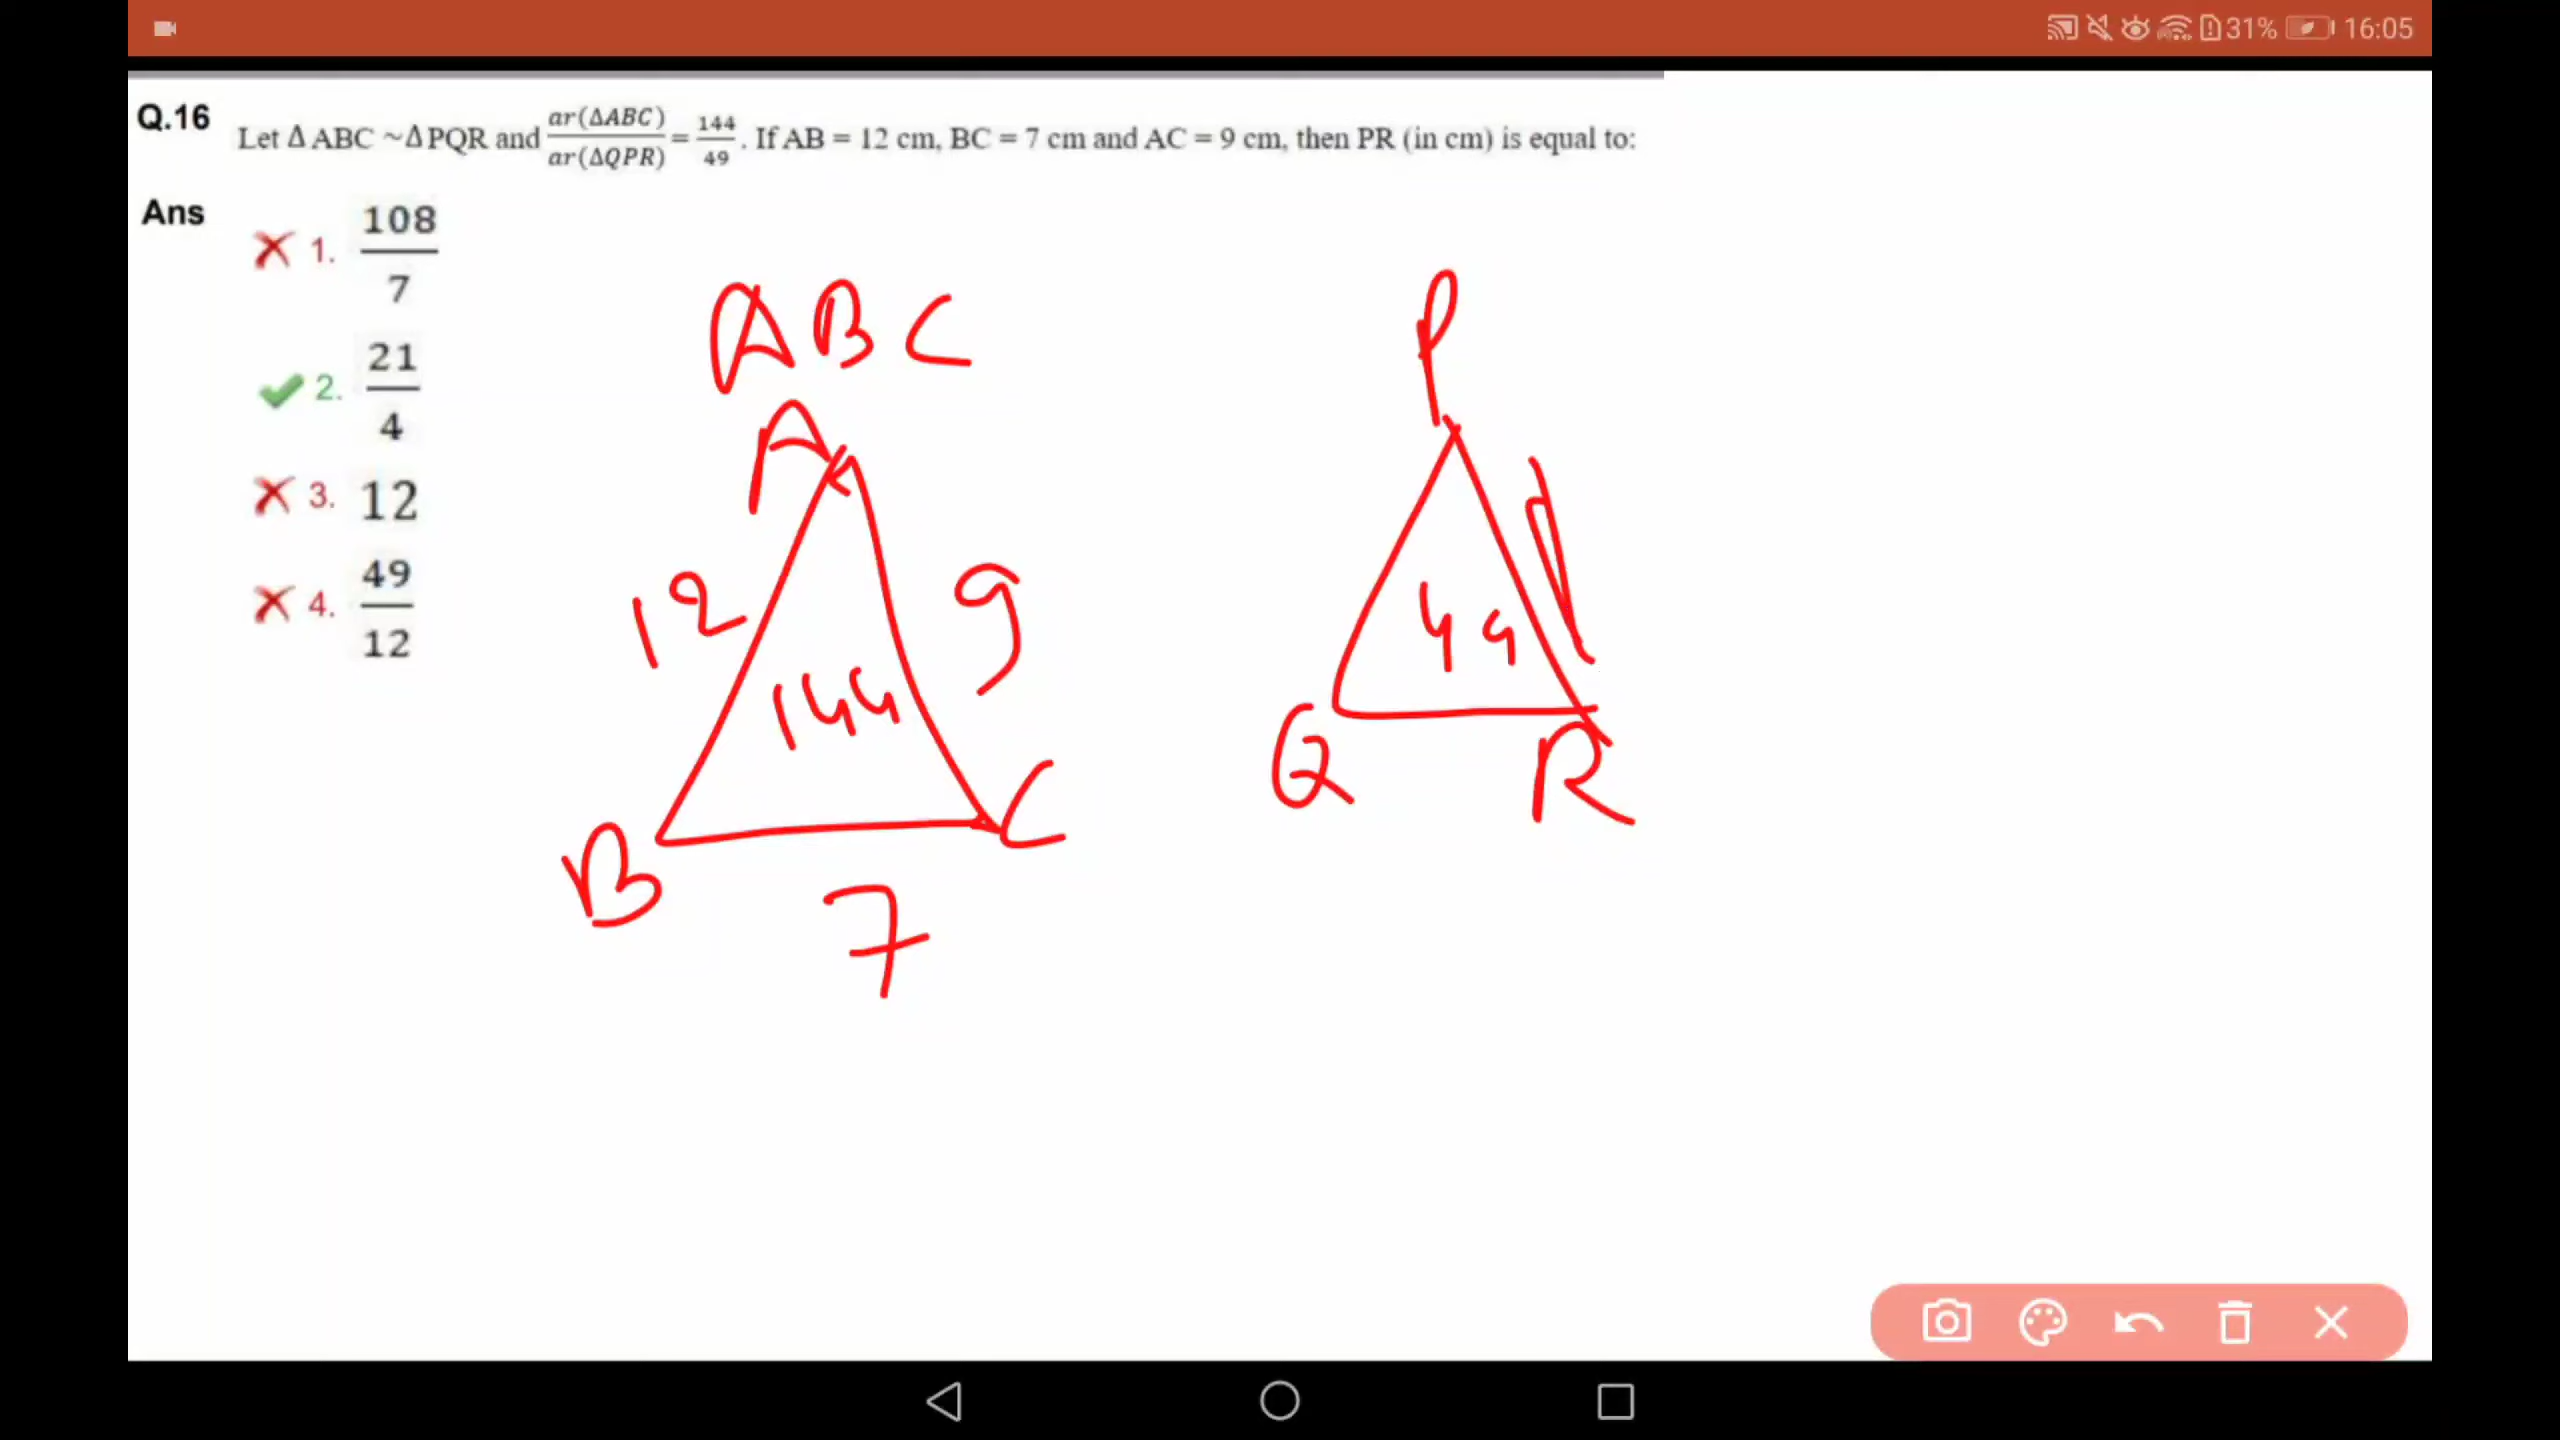 31% 16:05
Q.16 Let Δ ABC ~Δ PQR and ar(ΔABC)/ar(ΔQPR) = 144/49 . If AB = 12 cm, BC = 7 cm and AC = 9 cm, then PR (in cm) is equal to:
Ans
1. 108/7
2. 21/4
3. 12
4. 49/12
A B C
P
A
12 9
144
49
B C
Q R
7